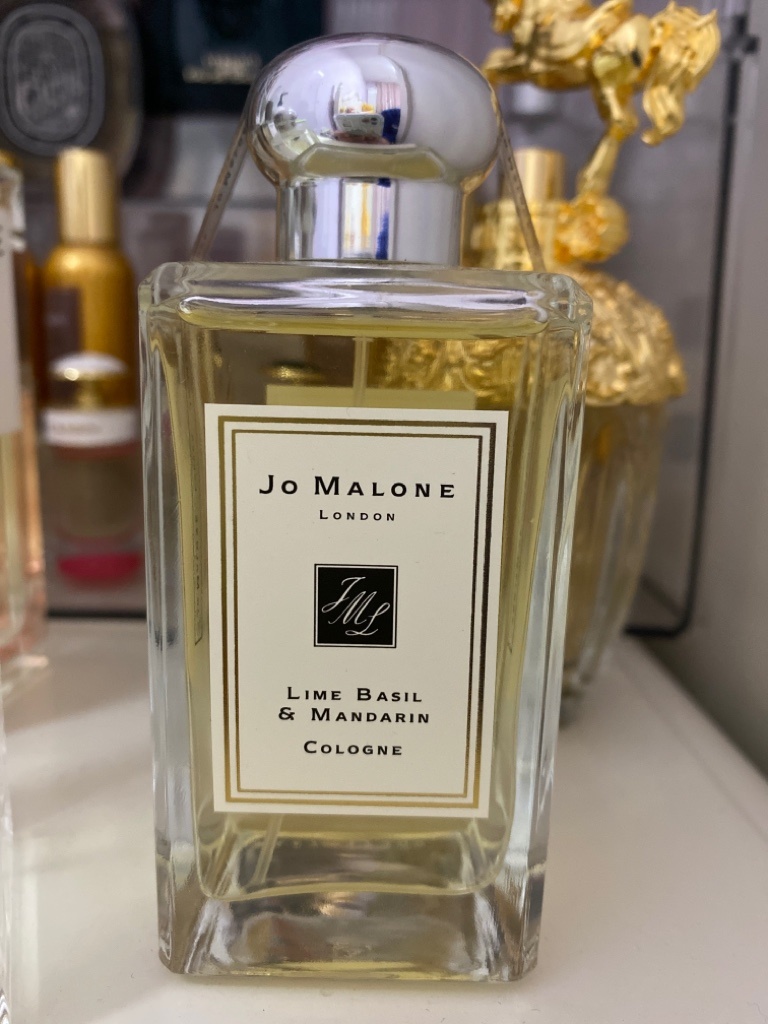 Jo Malone
London
JML
Lime Basil
& Mandarin
Cologne